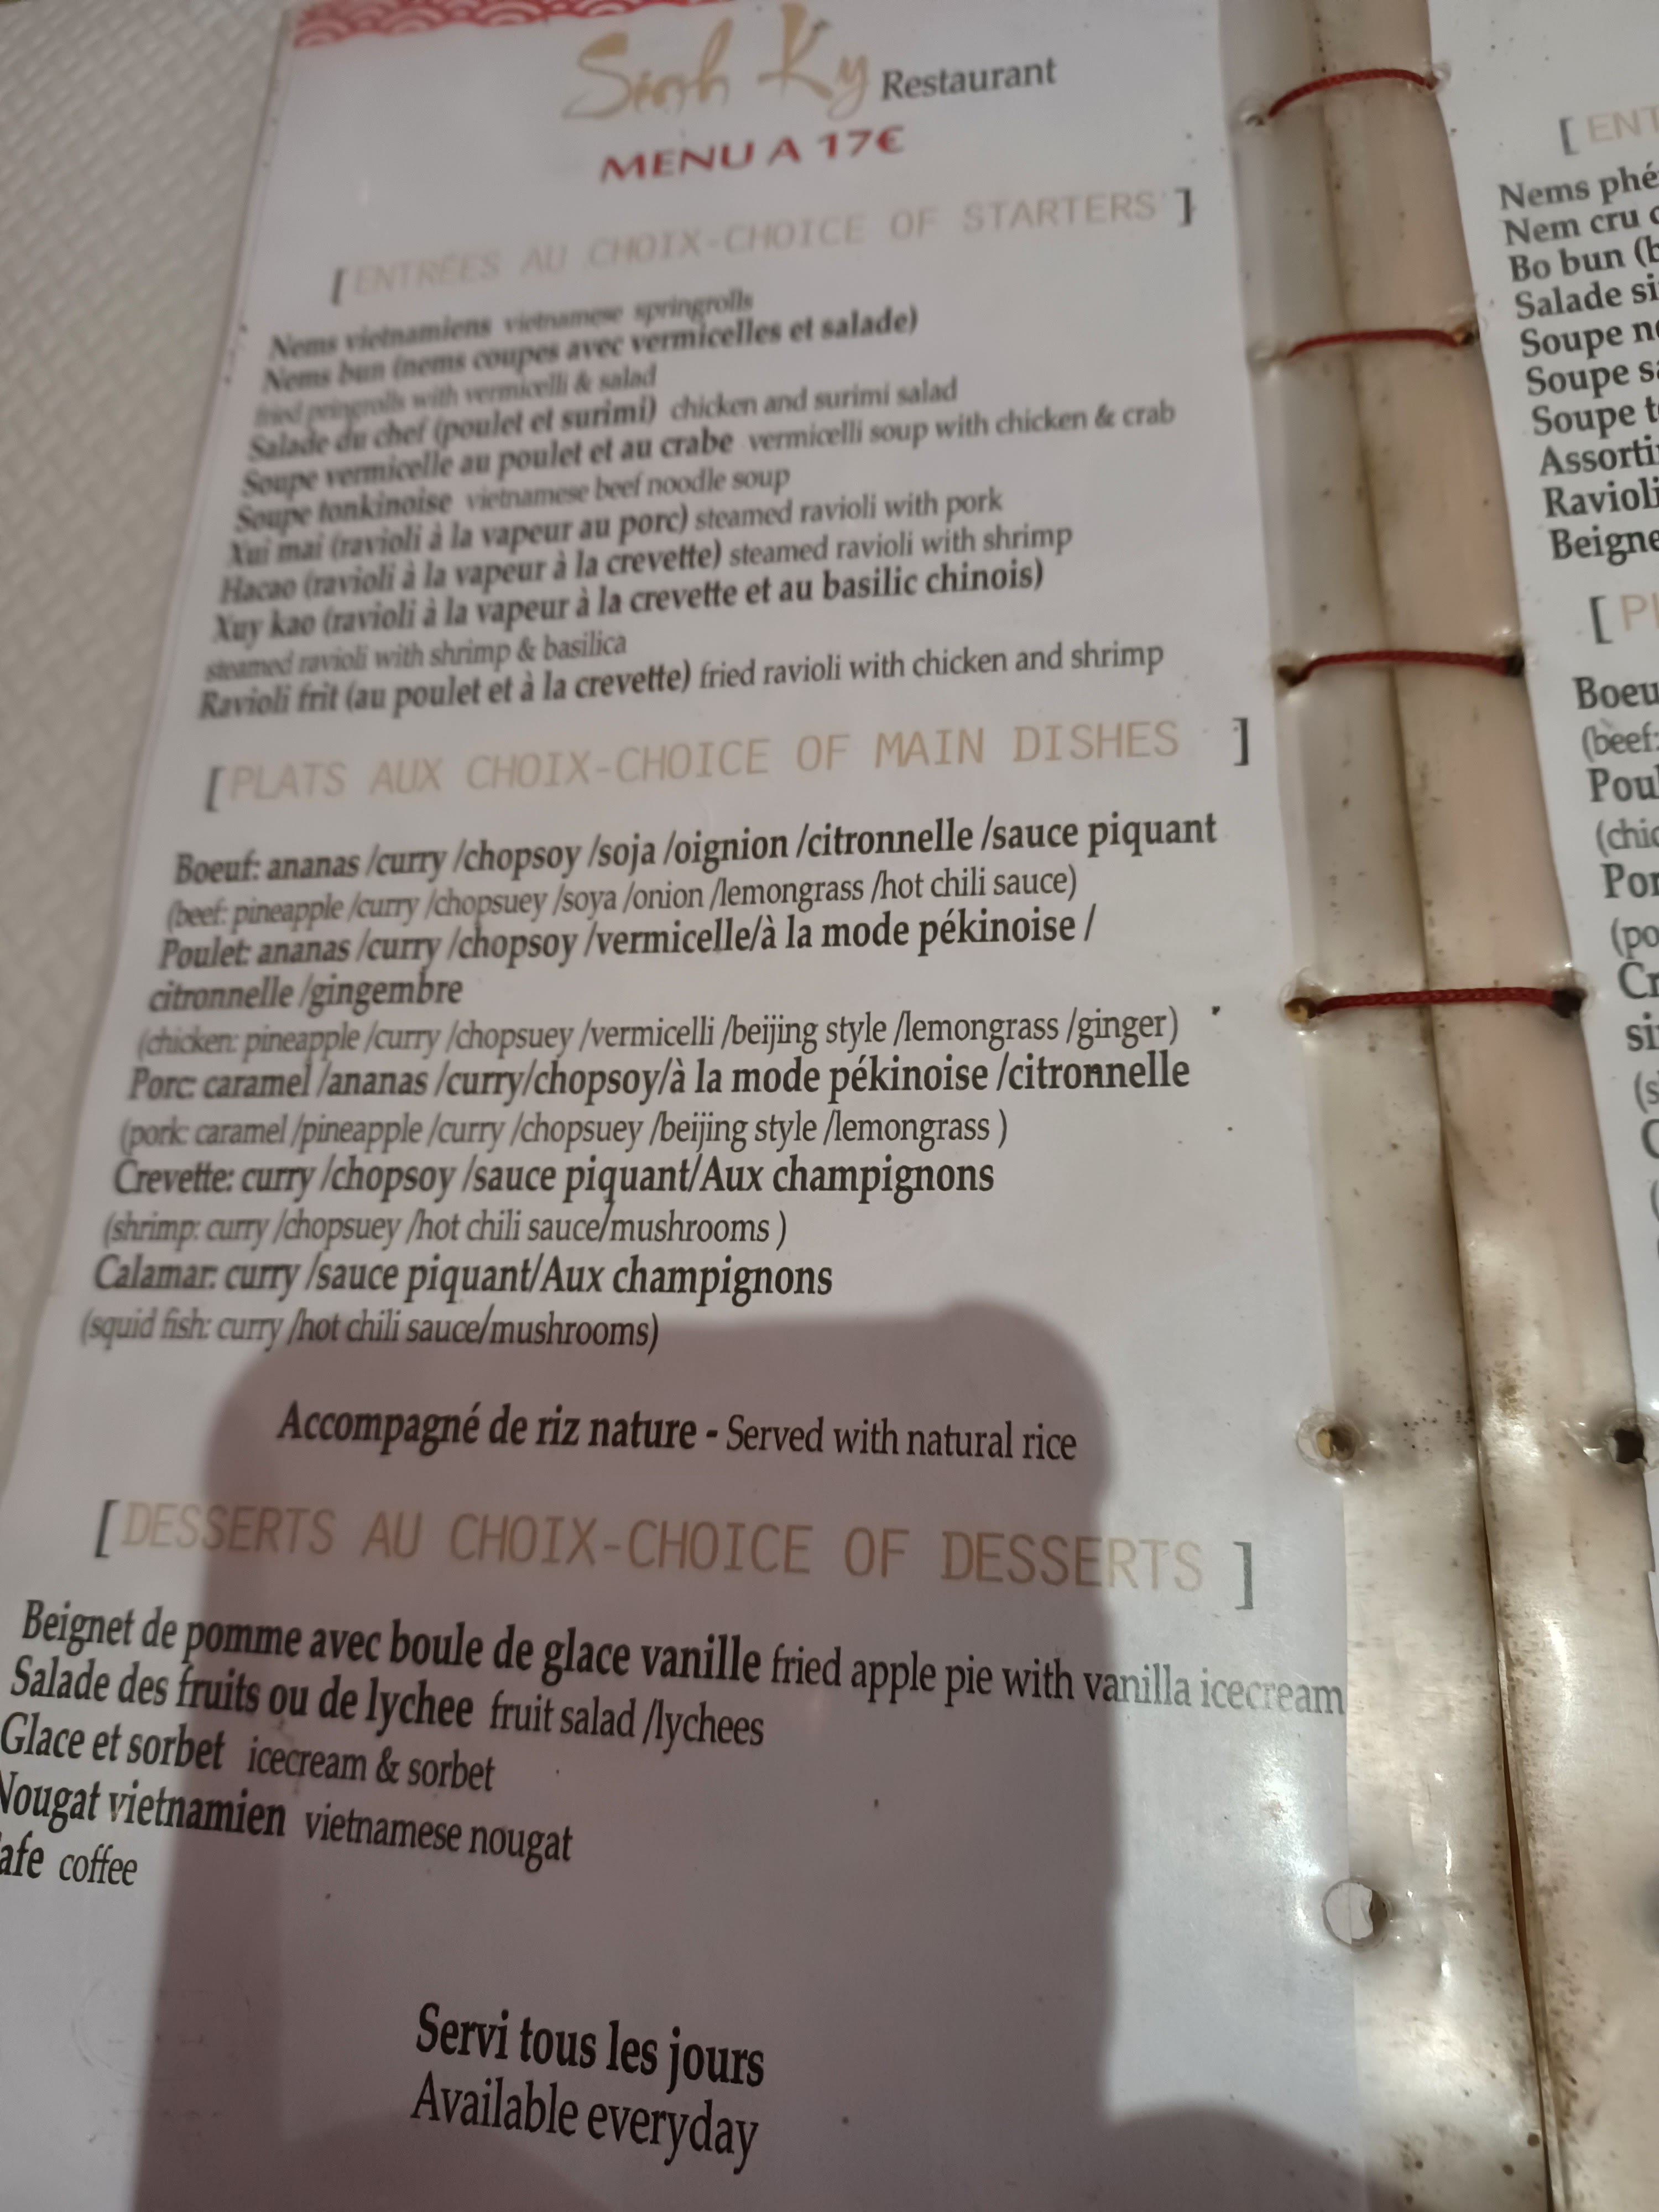 Sinh Ky Restaurant
MENU A 17€
[ ENTRÉES AU CHOIX-CHOICE OF STARTERS ]
Nems vietnamiens vietnamese springrolls
Nems bun (nems coupes avec vermicelles et salade)
fried pringrolls with vermicelli & salad
Salade du chef (poulet et surimi) chicken and surimi salad
Soupe vermicelle au poulet et au crabe vermicelli soup with chicken & crab
Soupe tonkinoise vietnamese beef noodle soup
Xui mai (ravioli à la vapeur au porc) steamed ravioli with pork
Hacao (ravioli à la vapeur à la crevette) steamed ravioli with shrimp
Xuy kao (ravioli à la vapeur à la crevette et au basilic chinois)
steamed ravioli with shrimp & basilica
Ravioli frit (au poulet et à la crevette) fried ravioli with chicken and shrimp
[ PLATS AUX CHOIX-CHOICE OF MAIN DISHES ]
Boeuf: ananas /curry /chopsoy /soja /oignion /citronnelle /sauce piquant
(beef: pineapple /curry /chopsuey /soya /onion /lemongrass /hot chili sauce)
Poulet: ananas /curry /chopsoy /vermicelle/à la mode pékinoise /
citronnelle /gingembre
(chicken: pineapple /curry /chopsuey /vermicelli /beijing style /lemongrass /ginger)
Porc: caramel /ananas /curry/chopsoy/à la mode pékinoise /citronnelle
(pork: caramel /pineapple /curry /chopsuey /beijing style /lemongrass )
Crevette: curry /chopsoy /sauce piquant/Aux champignons
(shrimp: curry /chopsuey /hot chili sauce/mushrooms )
Calamar: curry /sauce piquant/Aux champignons
(squid fish: curry /hot chili sauce/mushrooms)
Accompagné de riz nature - Served with natural rice
[ DESSERTS AU CHOIX-CHOICE OF DESSERTS ]
Beignet de pomme avec boule de glace vanille fried apple pie with vanilla icecream
Salade des fruits ou de lychee fruit salad /lychees
Glace et sorbet icecream & sorbet
Nougat vietnamien vietnamese nougat
afe coffee
Servi tous les jours
Available everyday
[ ENT
Nems phé
Nem cru
Bo bun (b
Salade si
Soupe n
Soupe s
Soupe t
Assorti
Ravioli
Beigne
[ P
Boeu
(beef:
Poul
(chic
Por
(po
Cr
si
(s
C